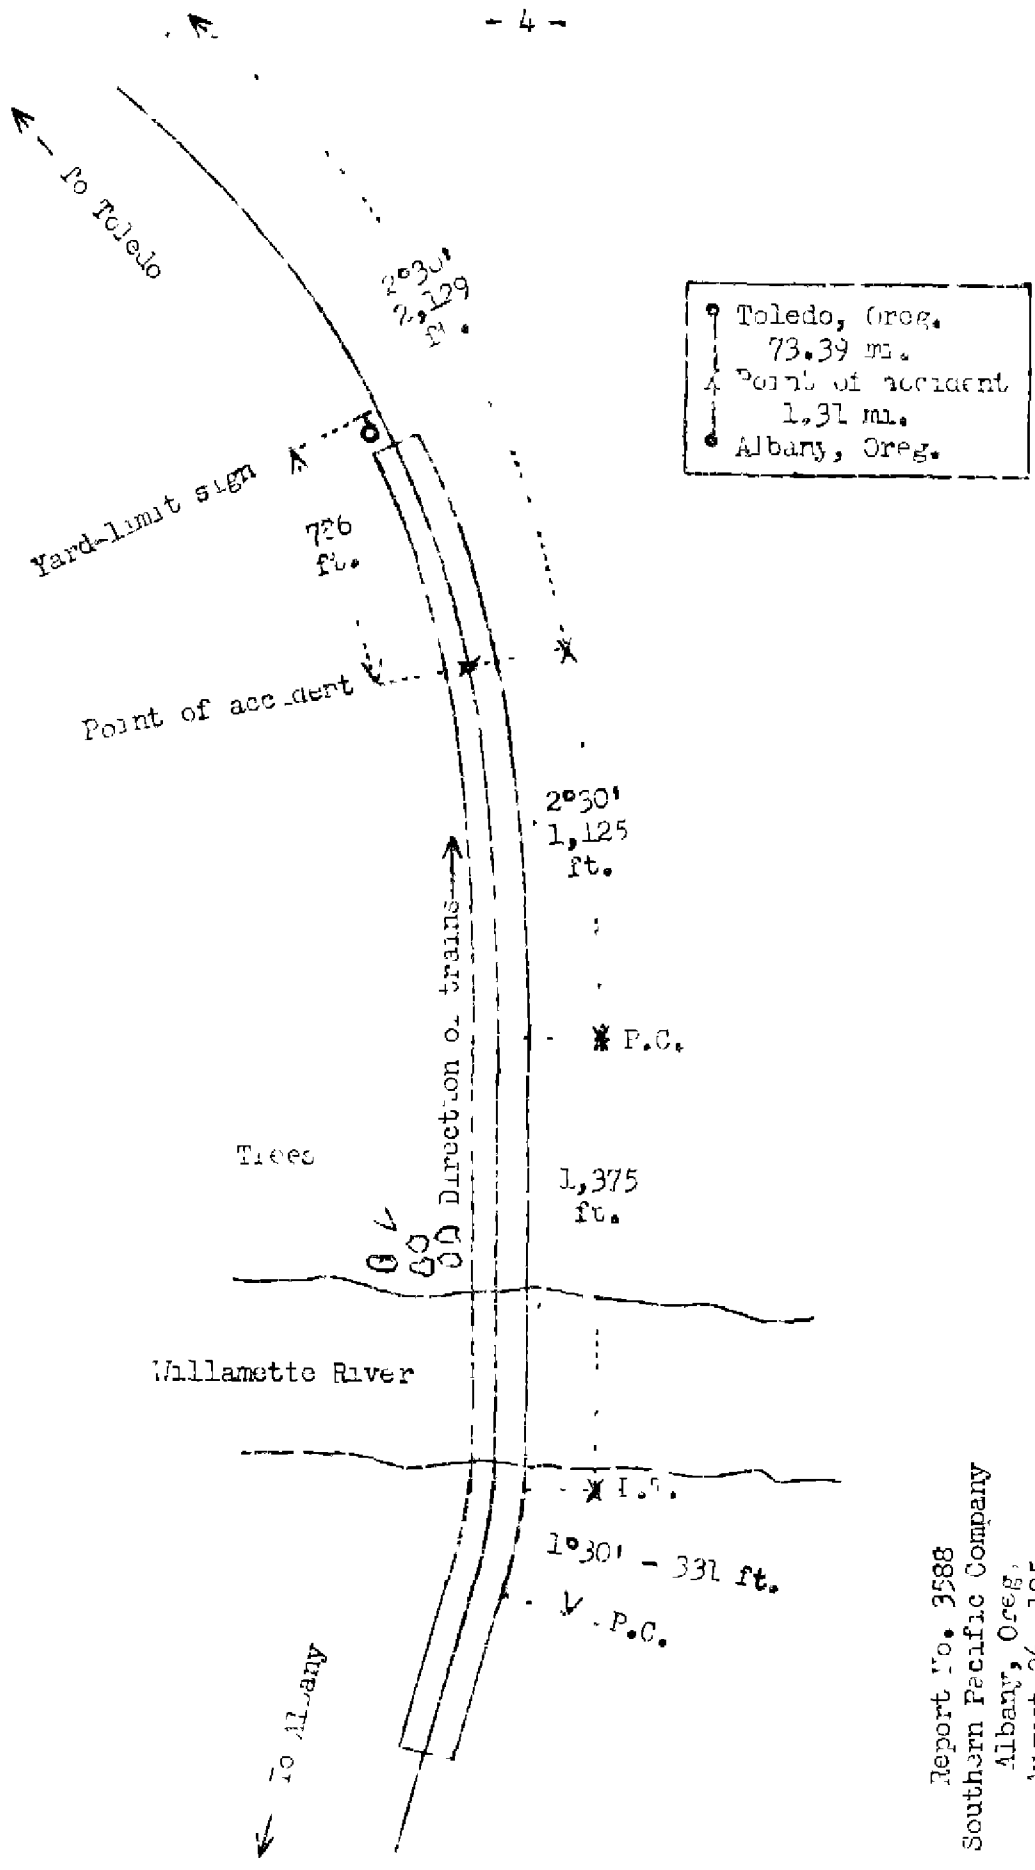 - 4 -
To Toledo
2°30'
2,129
ft.
Toledo, Oreg.
73.39 mi.
Point of accident
1.31 mi.
Albany, Oreg.
Yard-limit sign
ft.
Point of accident
2°30'
1,125
ft.
Direction of trains
P.C.
Trees
1,375
ft.
Willamette River
1°30' - 331 ft.
P.C.
To Albany
Report No. 3588
Southern Pacific Company
Albany, Oreg.
August